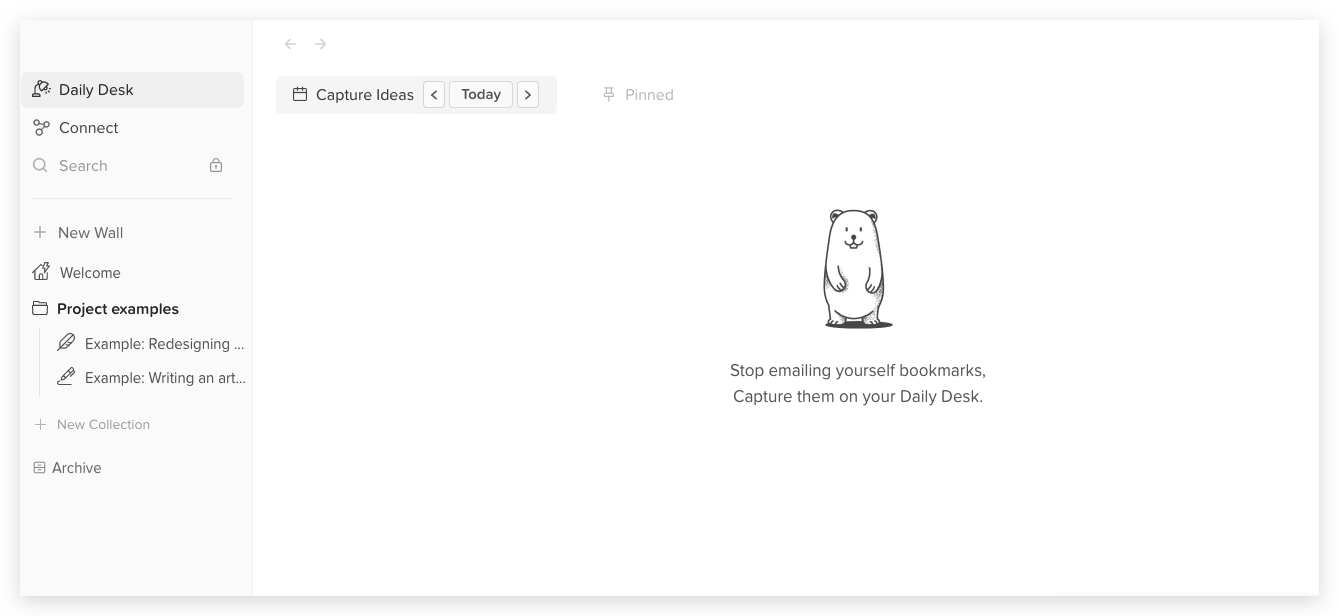 Daily Desk
Connect
Search
New Wall
Welcome
Project examples
Example: Redesigning ...
Example: Writing an art...
New Collection
Archive
Capture Ideas < Today >
Pinned
Stop emailing yourself bookmarks,
Capture them on your Daily Desk.